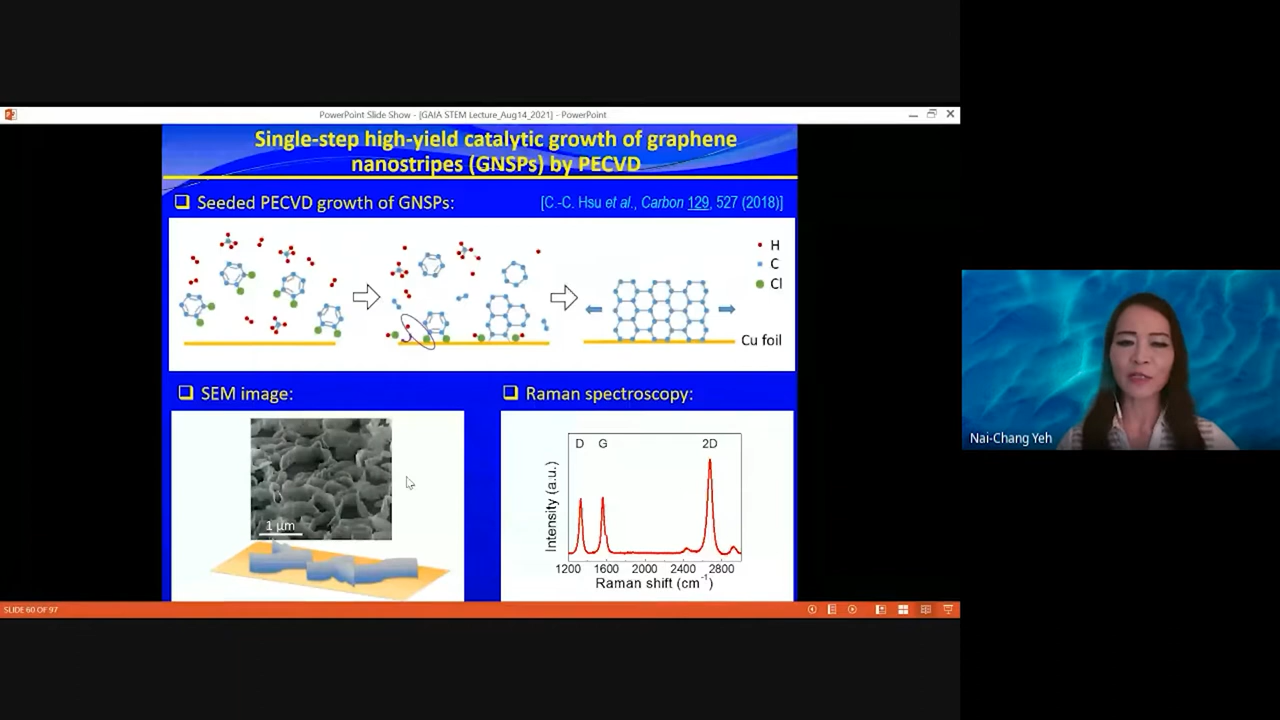 PowerPoint Slide Show - [GAIA STEM Lecture_Aug14_2021] - PowerPoint
Single-step high-yield catalytic growth of graphene
nanostripes (GNSPs) by PECVD
Seeded PECVD growth of GNSPs:
[C.-C. Hsu et al., Carbon 129, 527 (2018)]
H
C
Cl
Cu foil
SEM image:
1 μm
Raman spectroscopy:
D G 2D
Intensity (a.u.)
1200 1600 2000 2400 2800
Raman shift (cm-1)
Nai-Chang Yeh
SLIDE 60 OF 97